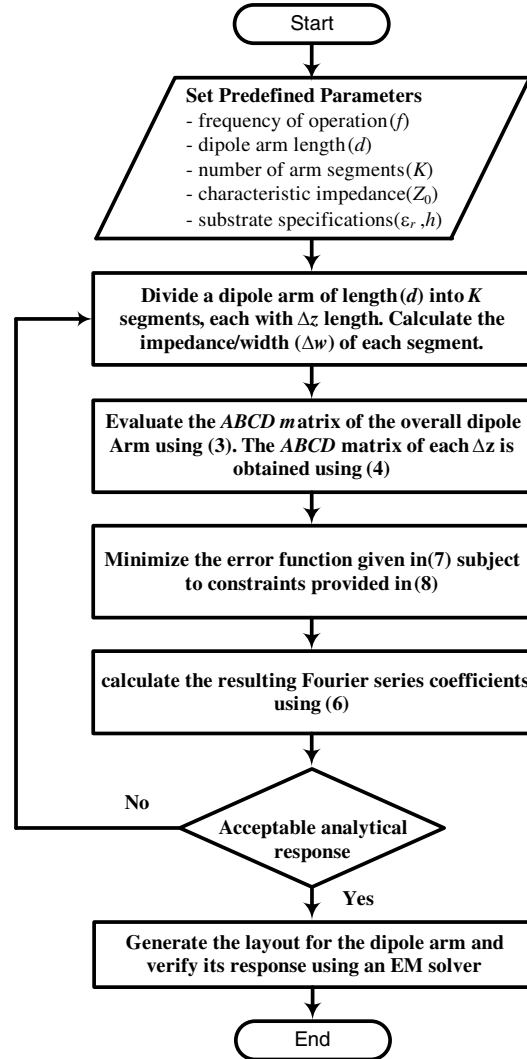 Start
Set Predefined Parameters
- frequency of operation(f)
- dipole arm length(d)
- number of arm segments(K)
- characteristic impedance(Z₀)
- substrate specifications(εᵣ ,h)
Divide a dipole arm of length(d) into K
segments, each with Δz length. Calculate the
impedance/width (Δw) of each segment.
Evaluate the ABCD matrix of the overall dipole
Arm using (3). The ABCD matrix of each Δz is
obtained using (4)
Minimize the error function given in(7) subject
to constraints provided in(8)
calculate the resulting Fourier series coefficients
using (6)
No
Acceptable analytical
response
Yes
Generate the layout for the dipole arm and
verify its response using an EM solver
End